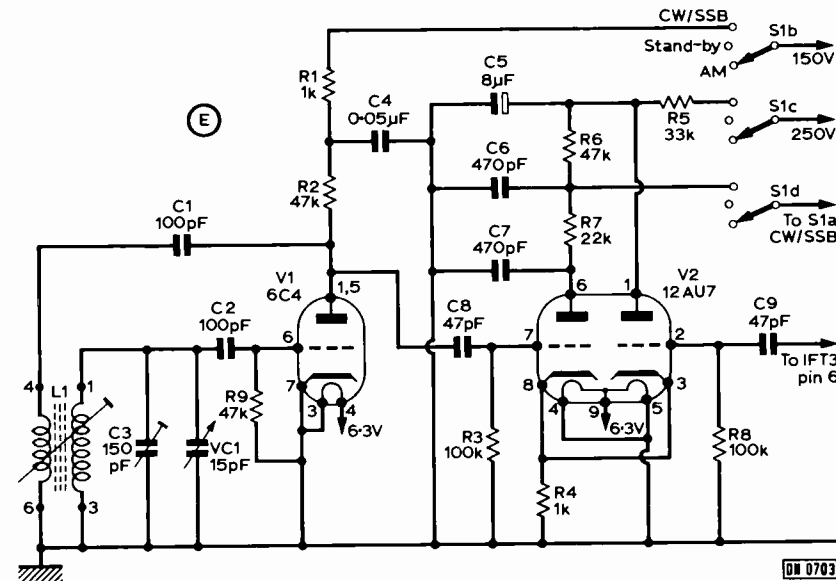 CW/SSB
S1b
Stand-by
150V
AM
R1
1k
C4
0·05μF
C5
8μF
E
R5
33k
S1c
250V
R6
47k
C6
470pF
R2
47k
S1d
To S1a
CW/SSB
C1
100pF
R7
22k
C7
470pF
V1
6C4
1,5
6
1
V2
12 AU7
C8
47pF
C9
47pF
C2
100pF
6
7
2
To IFT3
pin 6
4
L1
1
R9
47k
7
3
4
6·3V
8
4
9
5
3
6·3V
C3
150
pF
VC1
15pF
R3
100k
R8
100k
R4
1k
6
3
DN 0703